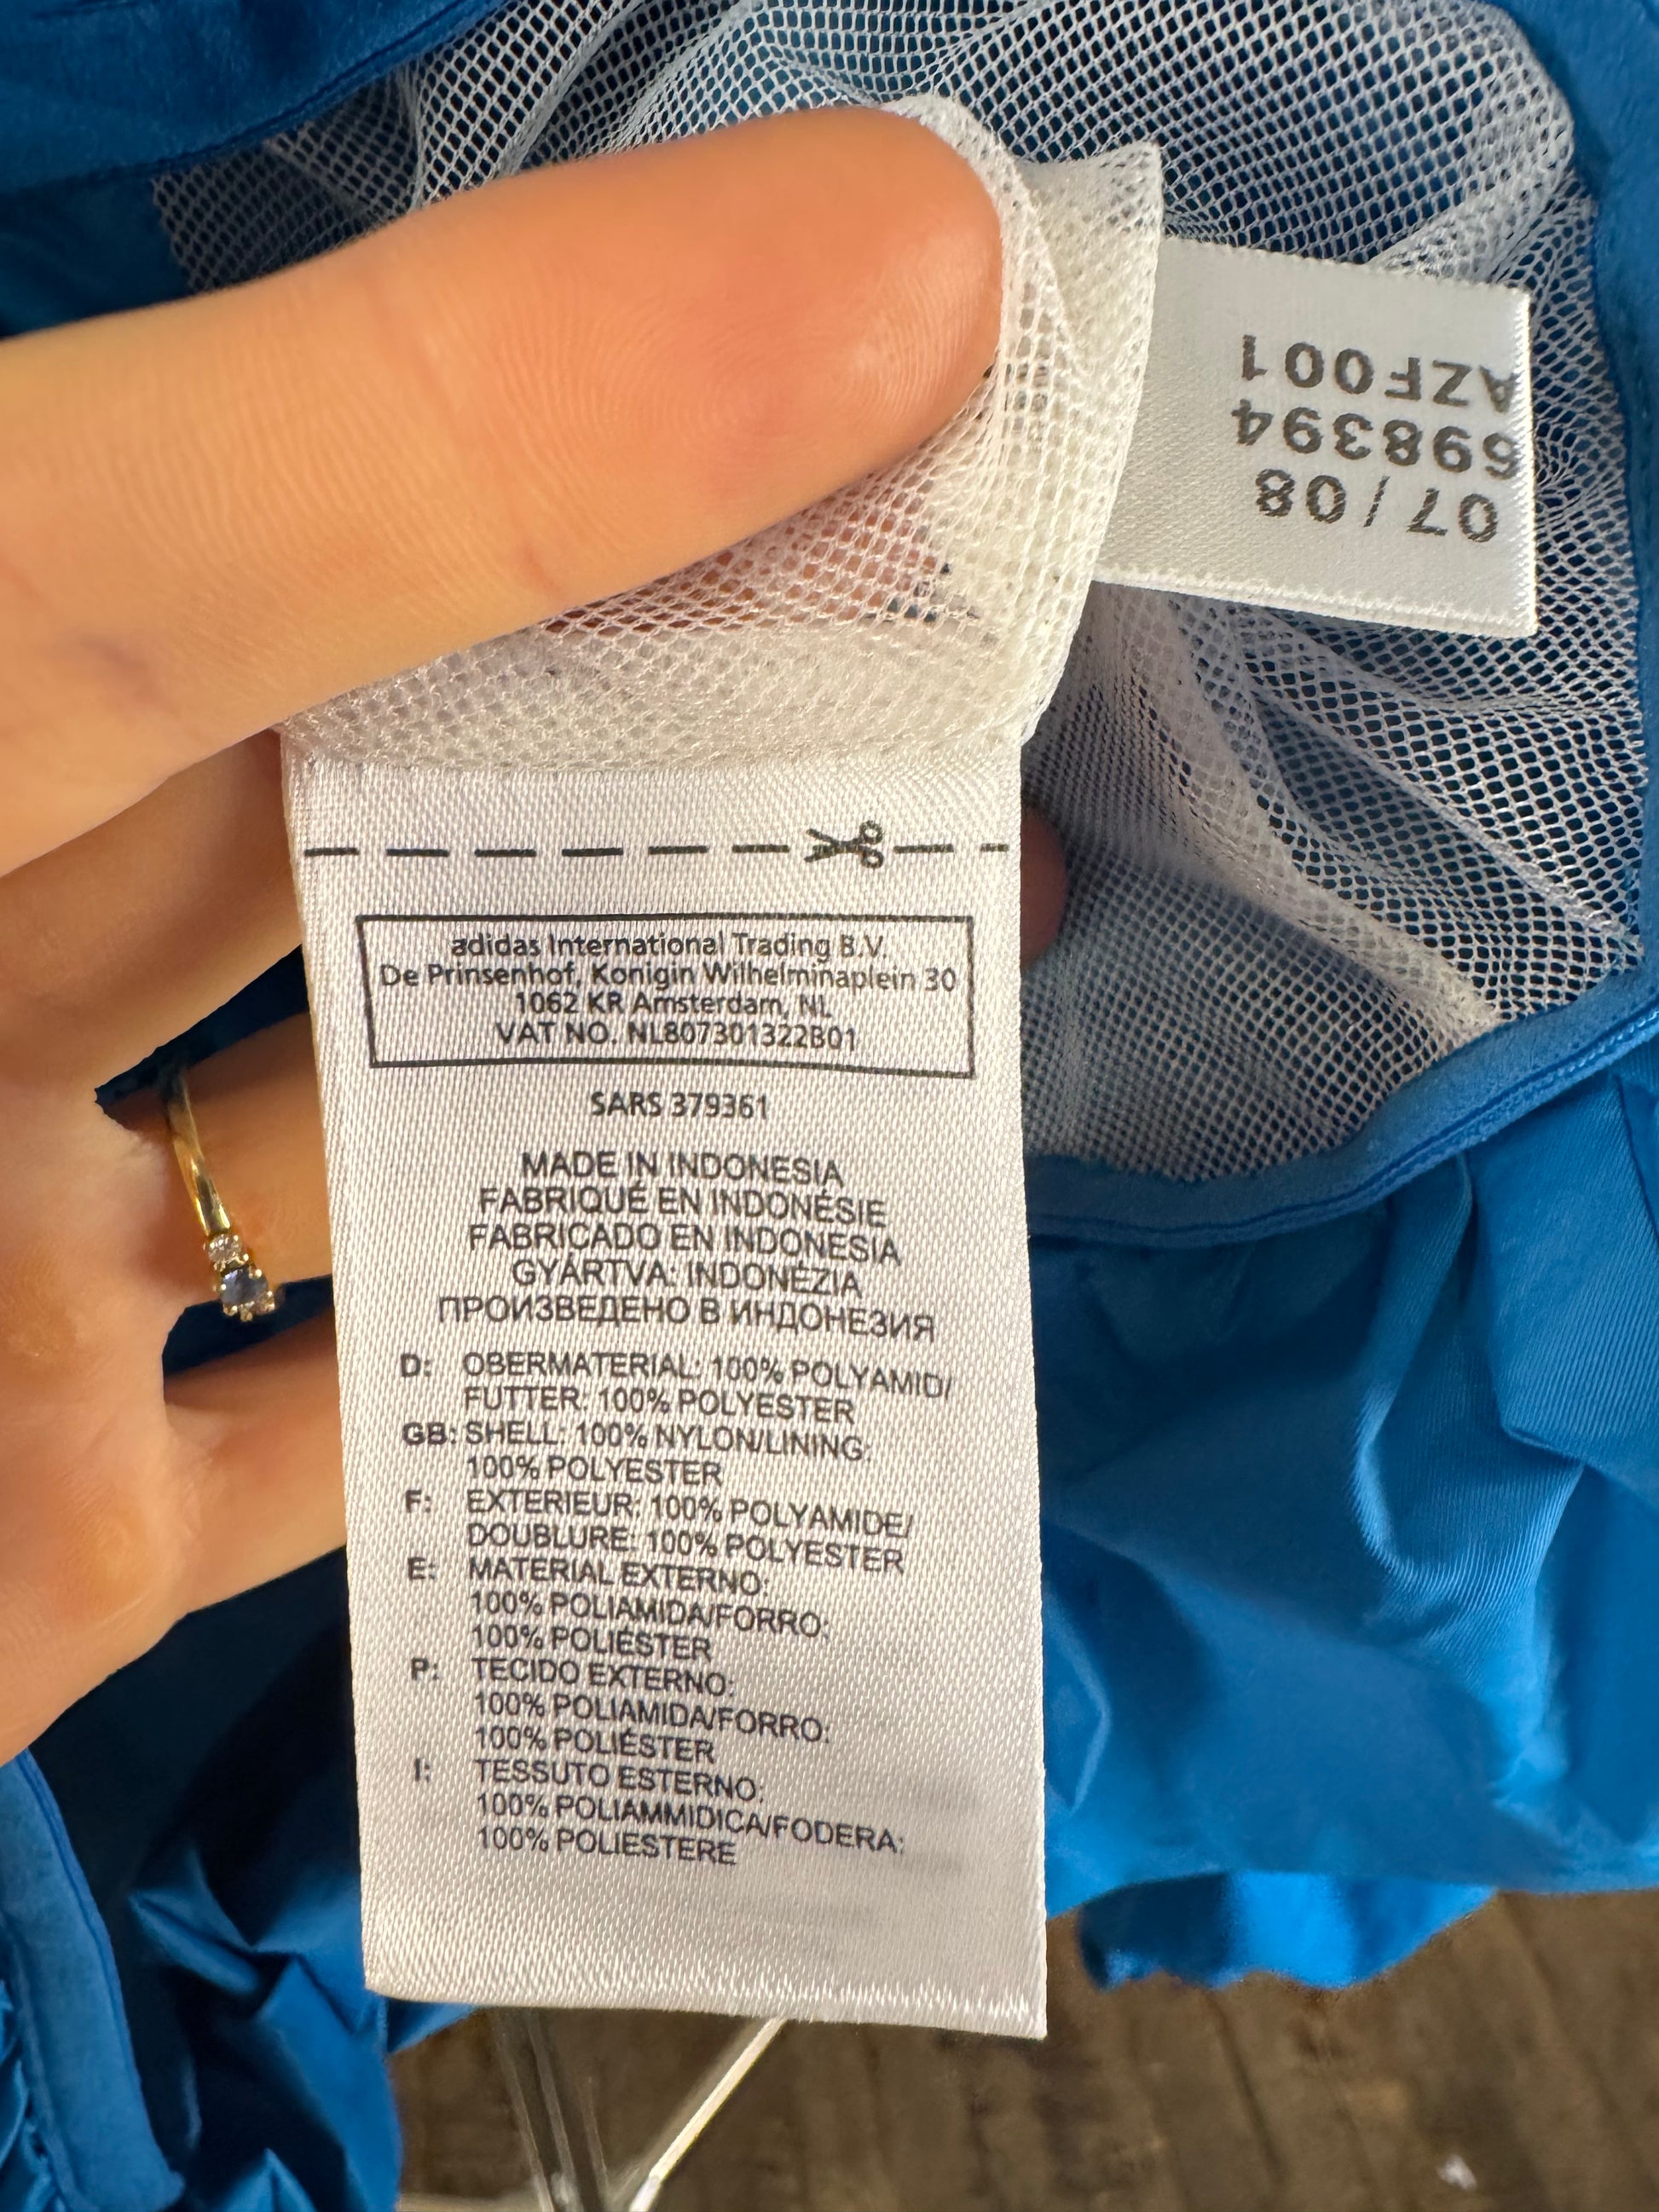 07/08
698394
AZF001
adidas International Trading B.V.
De Prinsenhof, Konigin Wilhelminaplein 30
1062 KR Amsterdam, NL
VAT NO. NL807301322B01
SARS 379361
MADE IN INDONESIA
FABRIQUÉ EN INDONÉSIE
FABRICADO EN INDONESIA
GYÁRTVA: INDONÉZIA
ПРОИЗВЕДЕНО В ИНДОНЕЗИЯ
D: OBERMATERIAL: 100% POLYAMID/
FUTTER: 100% POLYESTER
GB: SHELL: 100% NYLON/LINING:
100% POLYESTER
F: EXTERIEUR: 100% POLYAMIDE/
DOUBLURE: 100% POLYESTER
E: MATERIAL EXTERNO:
100% POLIAMIDA/FORRO:
100% POLIÉSTER
P: TECIDO EXTERNO:
100% POLIAMIDA/FORRO:
100% POLIÉSTER
I: TESSUTO ESTERNO:
100% POLIAMMIDICA/FODERA:
100% POLIESTERE